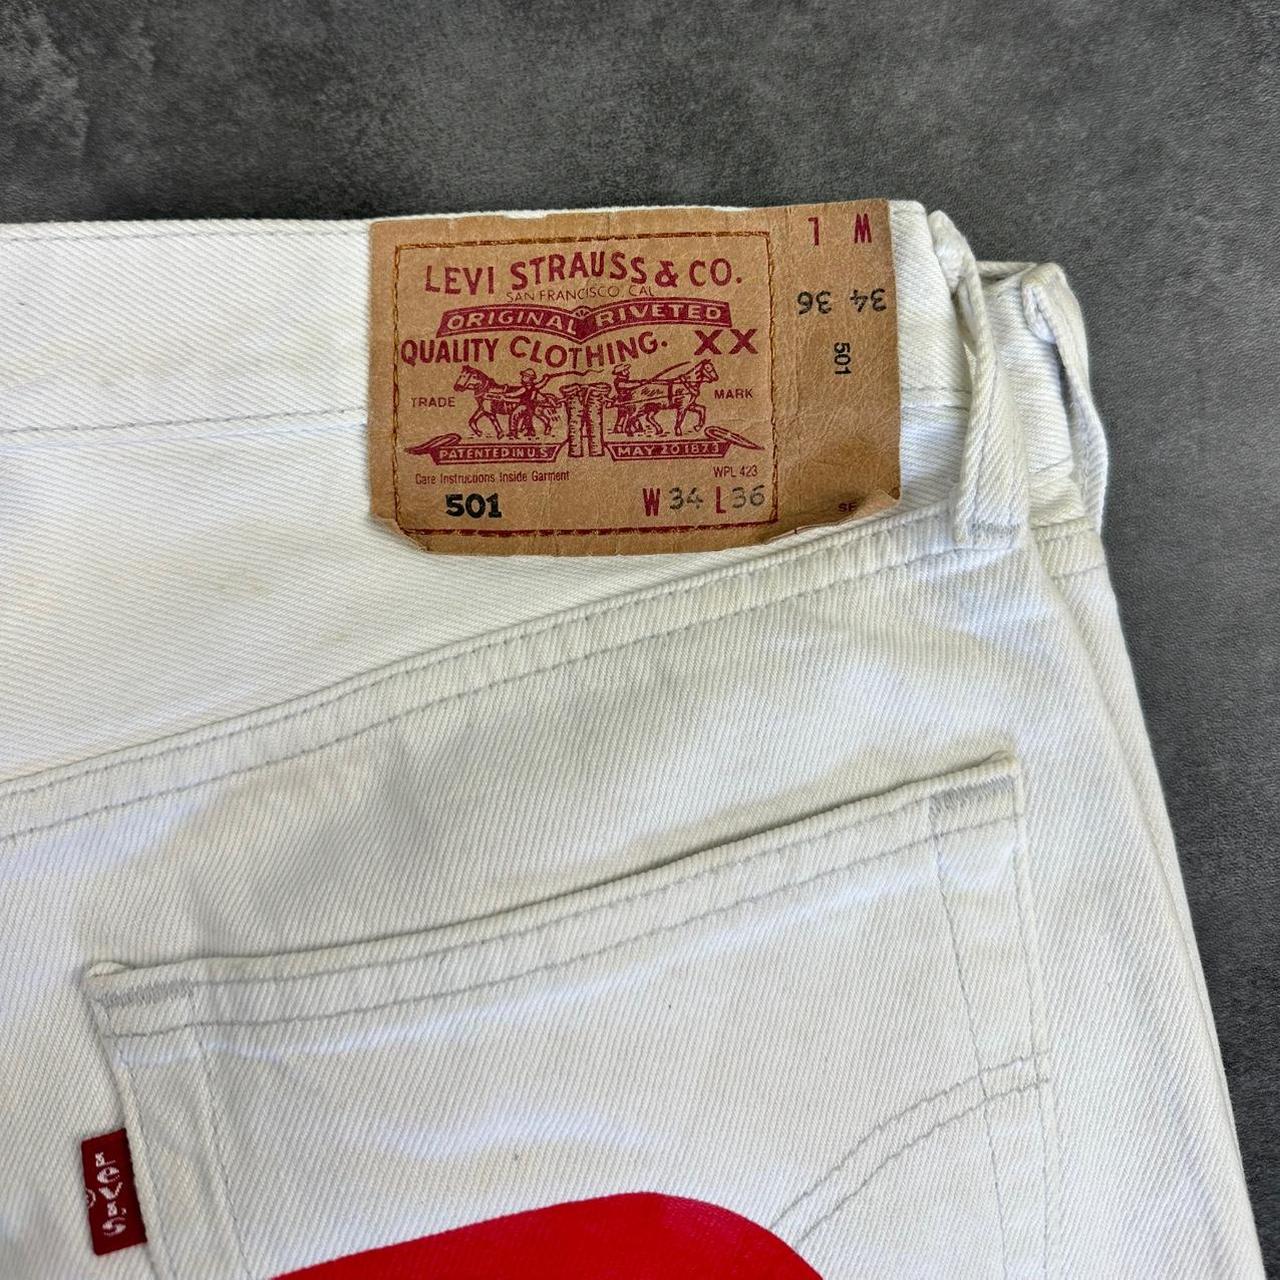 LEVI STRAUSS & CO.
SAN FRANCISCO CAL
ORIGINAL RIVETED
QUALITY CLOTHING. XX
TRADE MARK
PATENTED IN U.S. MAY 20 1873
Care Instructions Inside Garment WPL 423
501 W 34 L 36
L W
36 34
501
LEVI'S
®